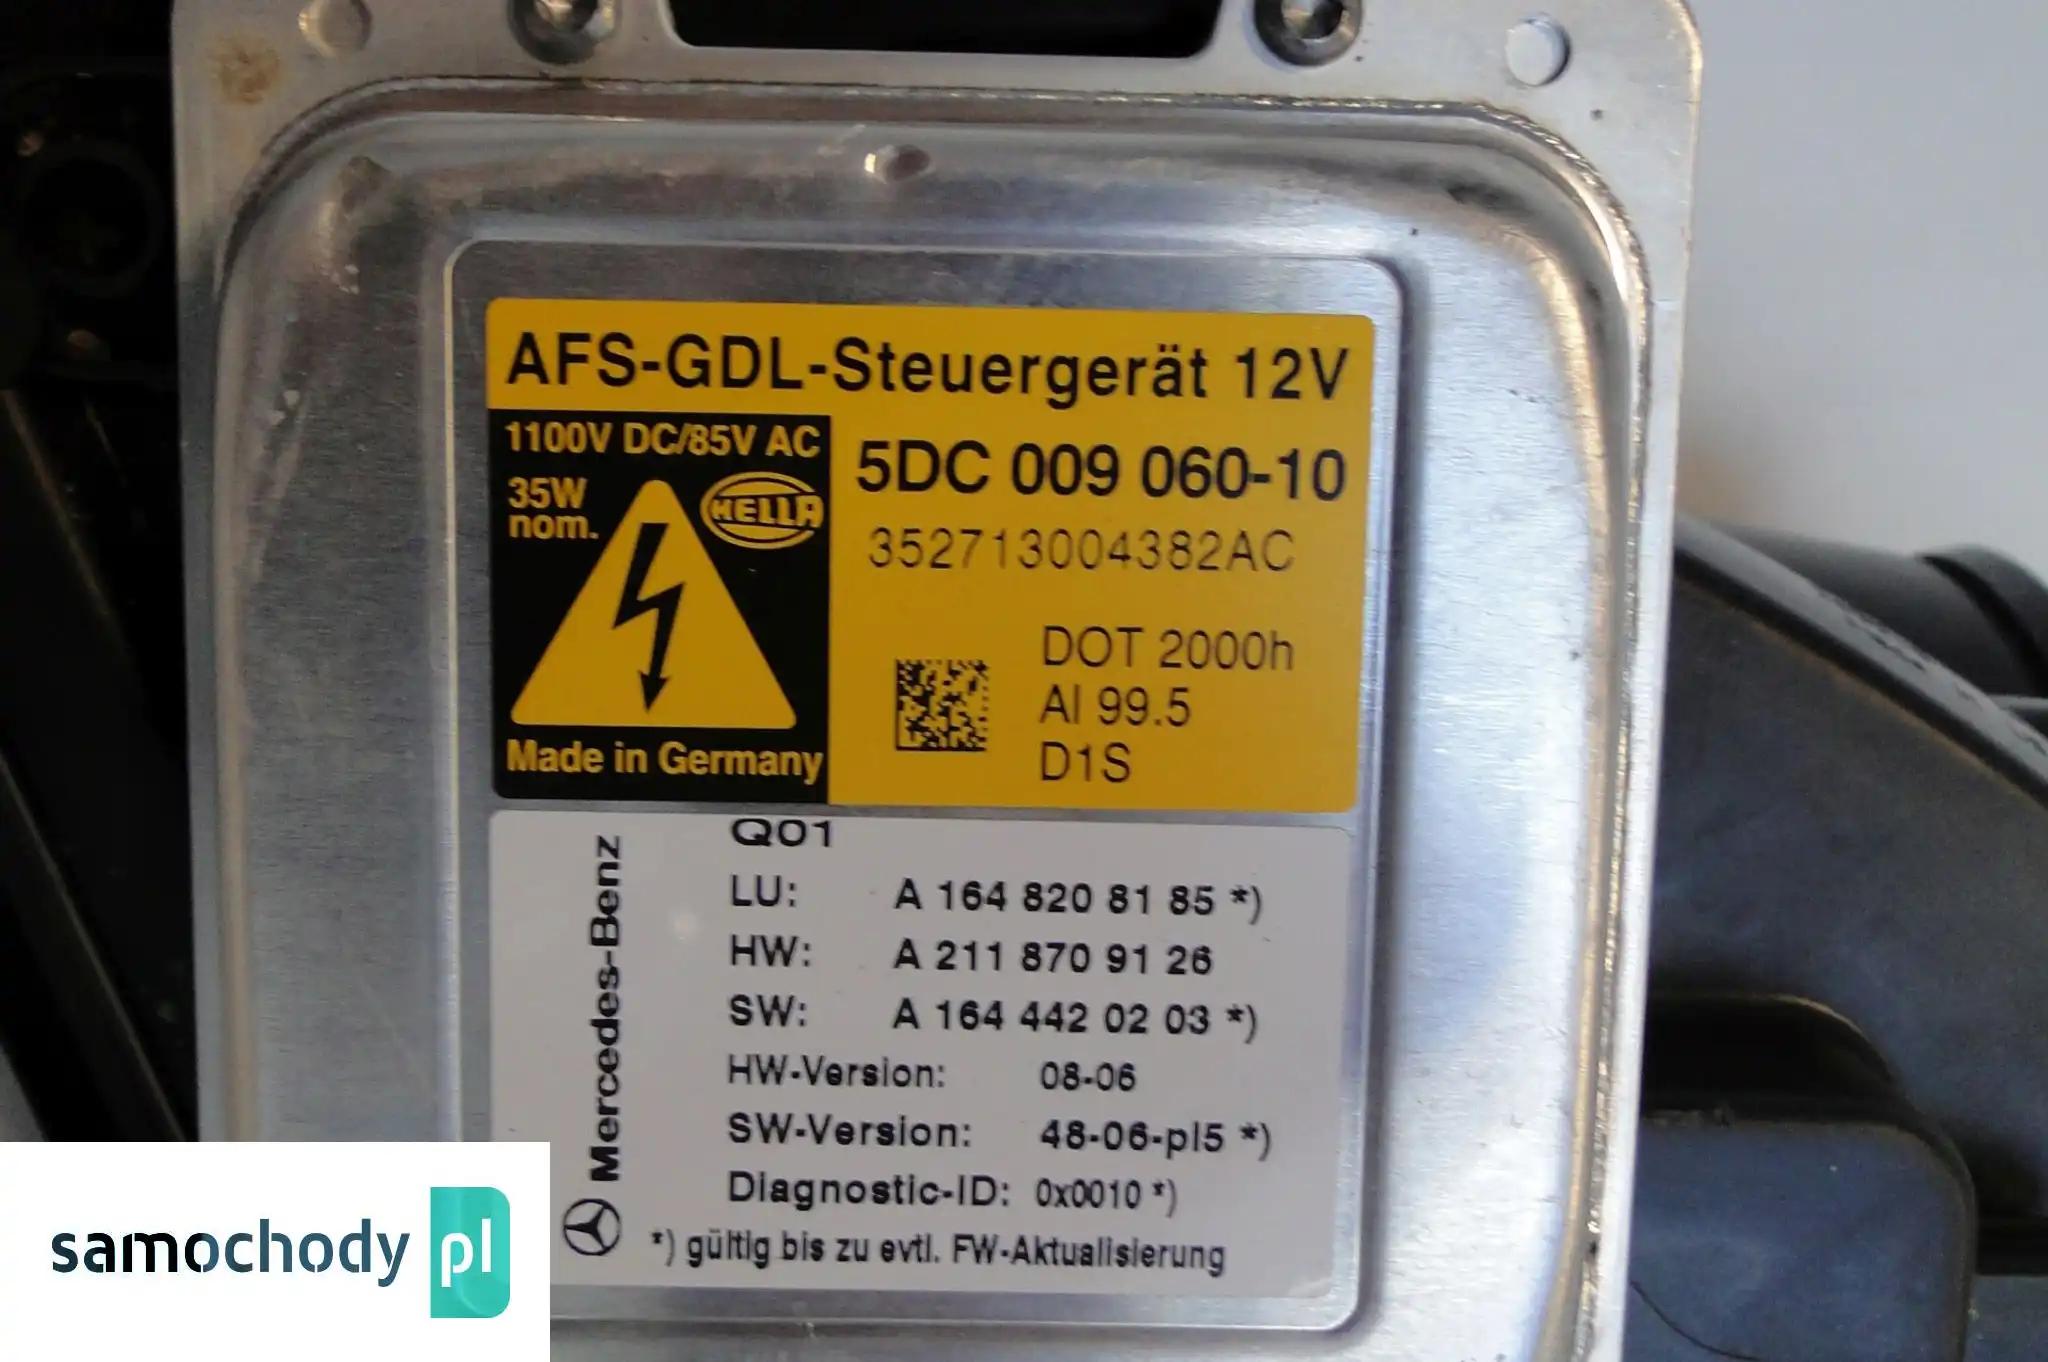 AFS-GDL-Steuergerät 12V
1100V DC/85V AC
35W
nom.
HELLA
Made in Germany
5DC 009 060-10
352713004382AC
DOT 2000h
AI 99.5
D1S
Mercedes-Benz
Q01
LU: A 164 820 81 85 *)
HW: A 211 870 91 26
SW: A 164 442 02 03 *)
HW-Version: 08-06
SW-Version: 48-06-pl5 *)
Diagnostic-ID: 0x0010 *)
*) gültig bis zu evtl. FW-Aktualisierung
samochody pl